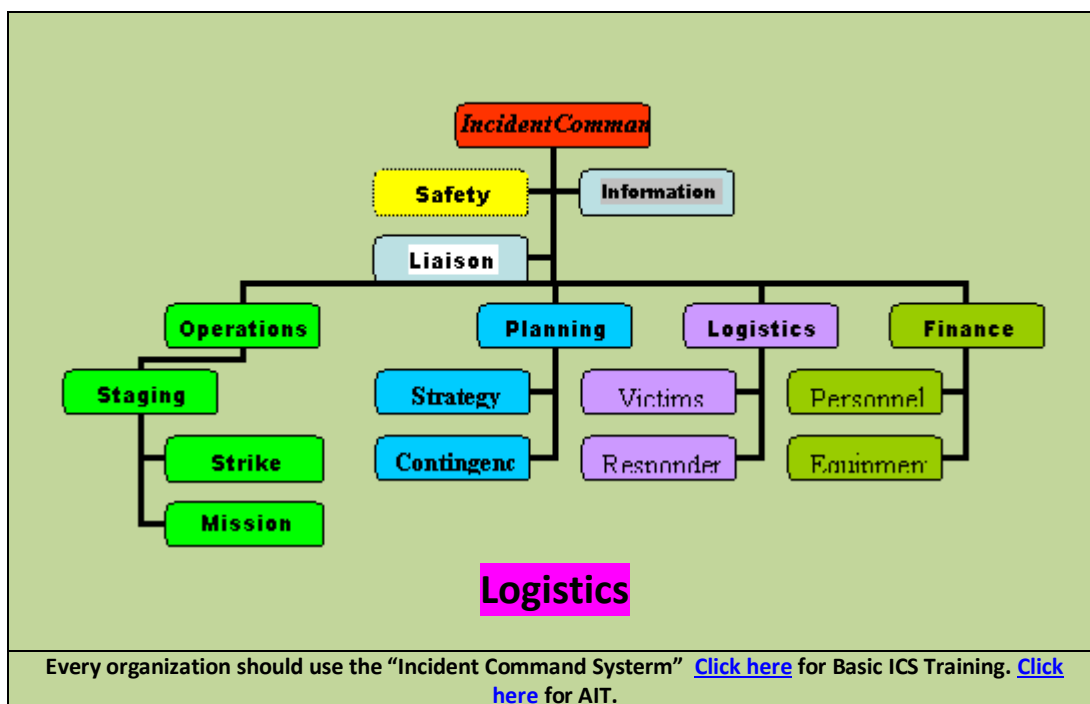 IncidentComman
Safety
Information
Liaison
Operations
Planning
Logistics
Finance
Staging
Strategy
Victims
Personnel
Strike
Contingenc
Responder
Equipmen
Mission
Logistics
Every organization should use the “Incident Command Systerm” Click here for Basic ICS Training. Click
here for AIT.